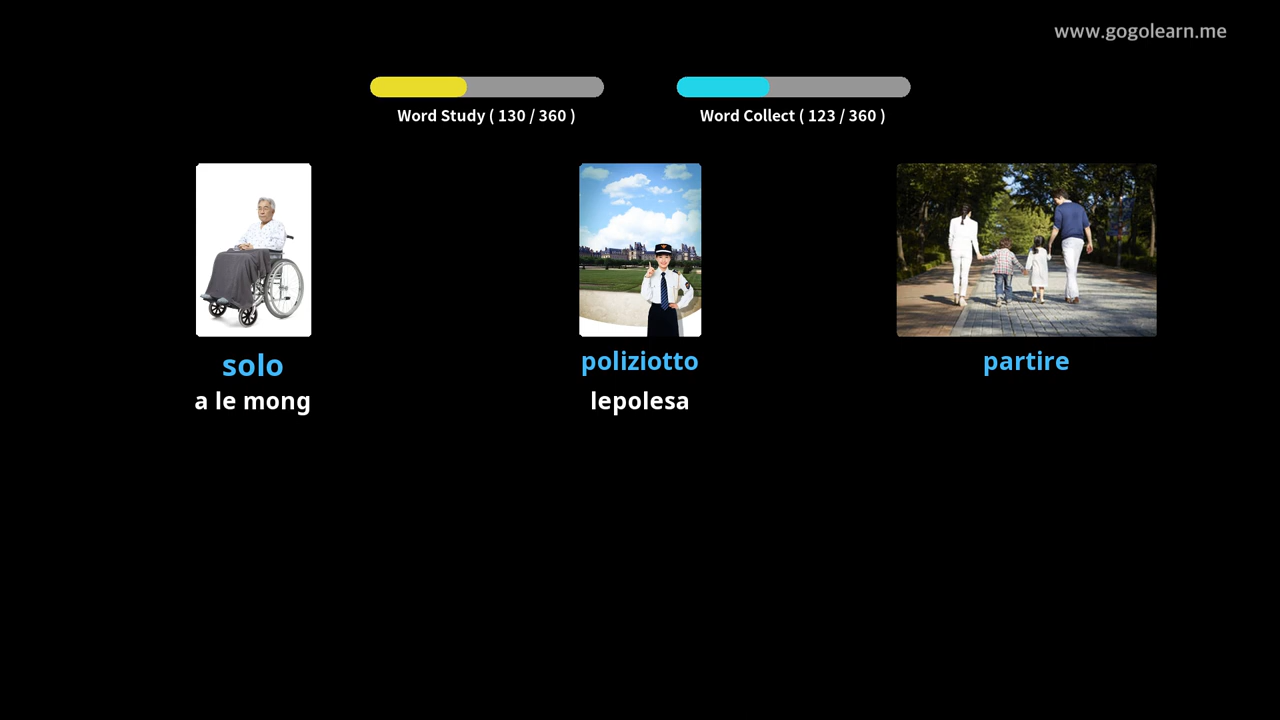 www.gogolearn.me
Word Study ( 130 / 360 )
Word Collect ( 123 / 360 )
solo
poliziotto
partire
a le mong
lepolesa